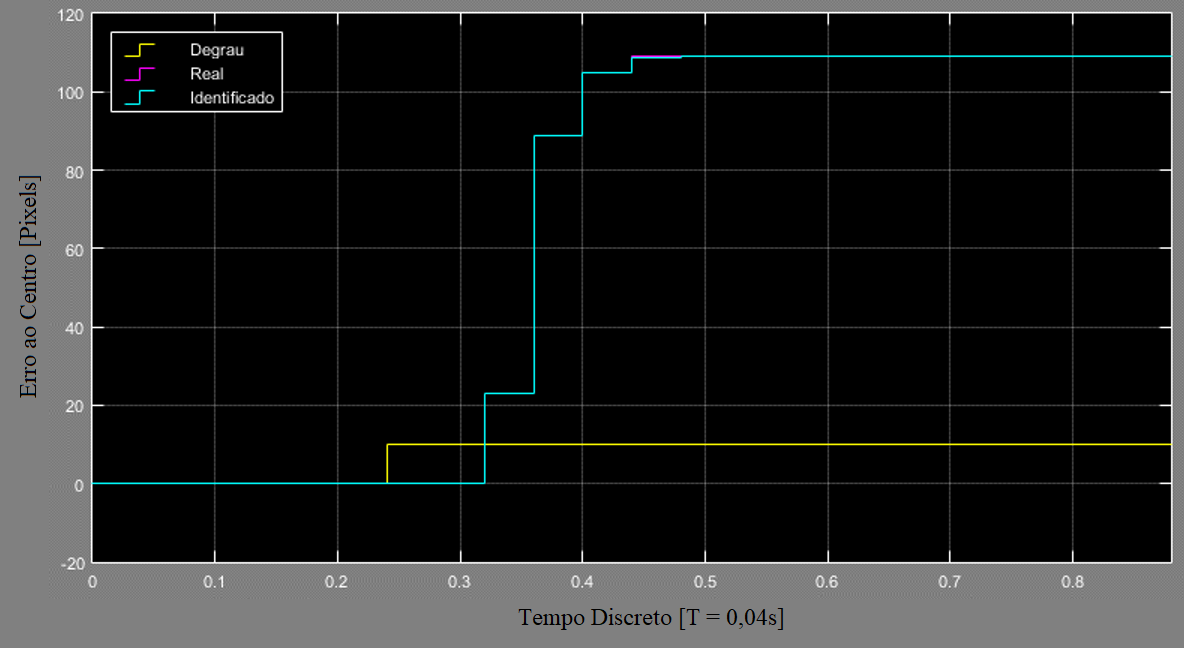 120
100
80
60
40
20
0
-20
Degrau
Real
Identificado
Erro ao Centro [Pixels]
0 0.1 0.2 0.3 0.4 0.5 0.6 0.7 0.8
Tempo Discreto [T = 0,04s]